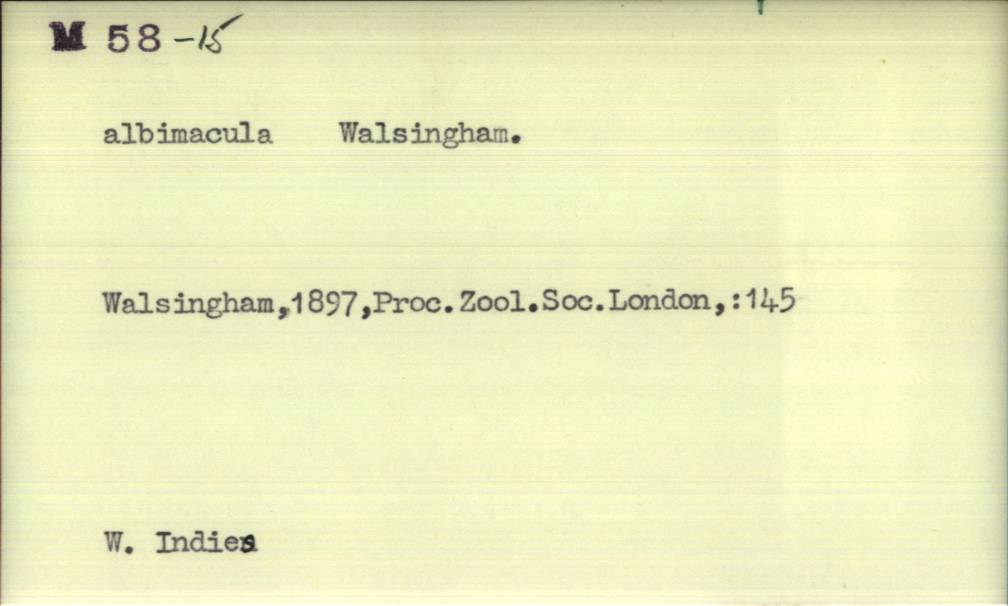 M 58-15
albimacula Walsingham.
Walsingham,1897,Proc.Zool.Soc.London,:145
W. Indies